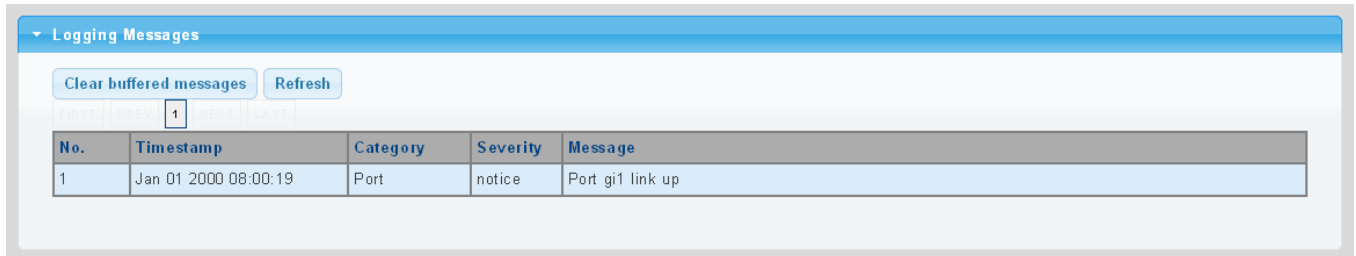 Logging Messages
Clear buffered messages Refresh
FIRST PREV 1 NEXT LAST
No. Timestamp Category Severity Message
1 Jan 01 2000 08:00:19 Port notice Port gi1 link up